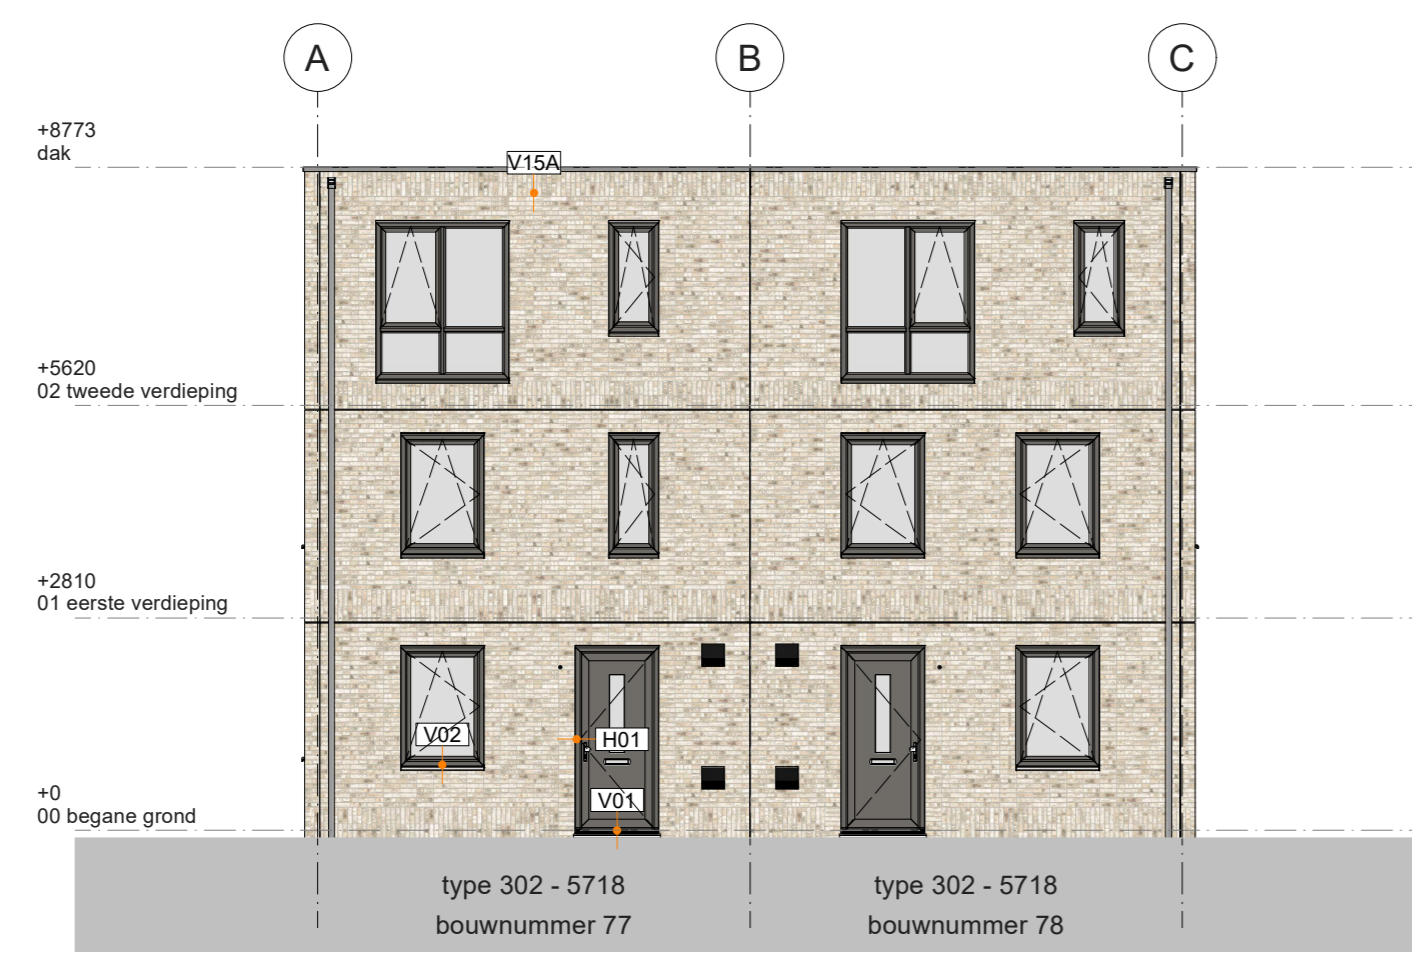 A
B
C
+8773
dak
V15A
+5620
02 tweede verdieping
+2810
01 eerste verdieping
V02
H01
V01
+0
00 begane grond
type 302 - 5718
bouwnummer 77
type 302 - 5718
bouwnummer 78